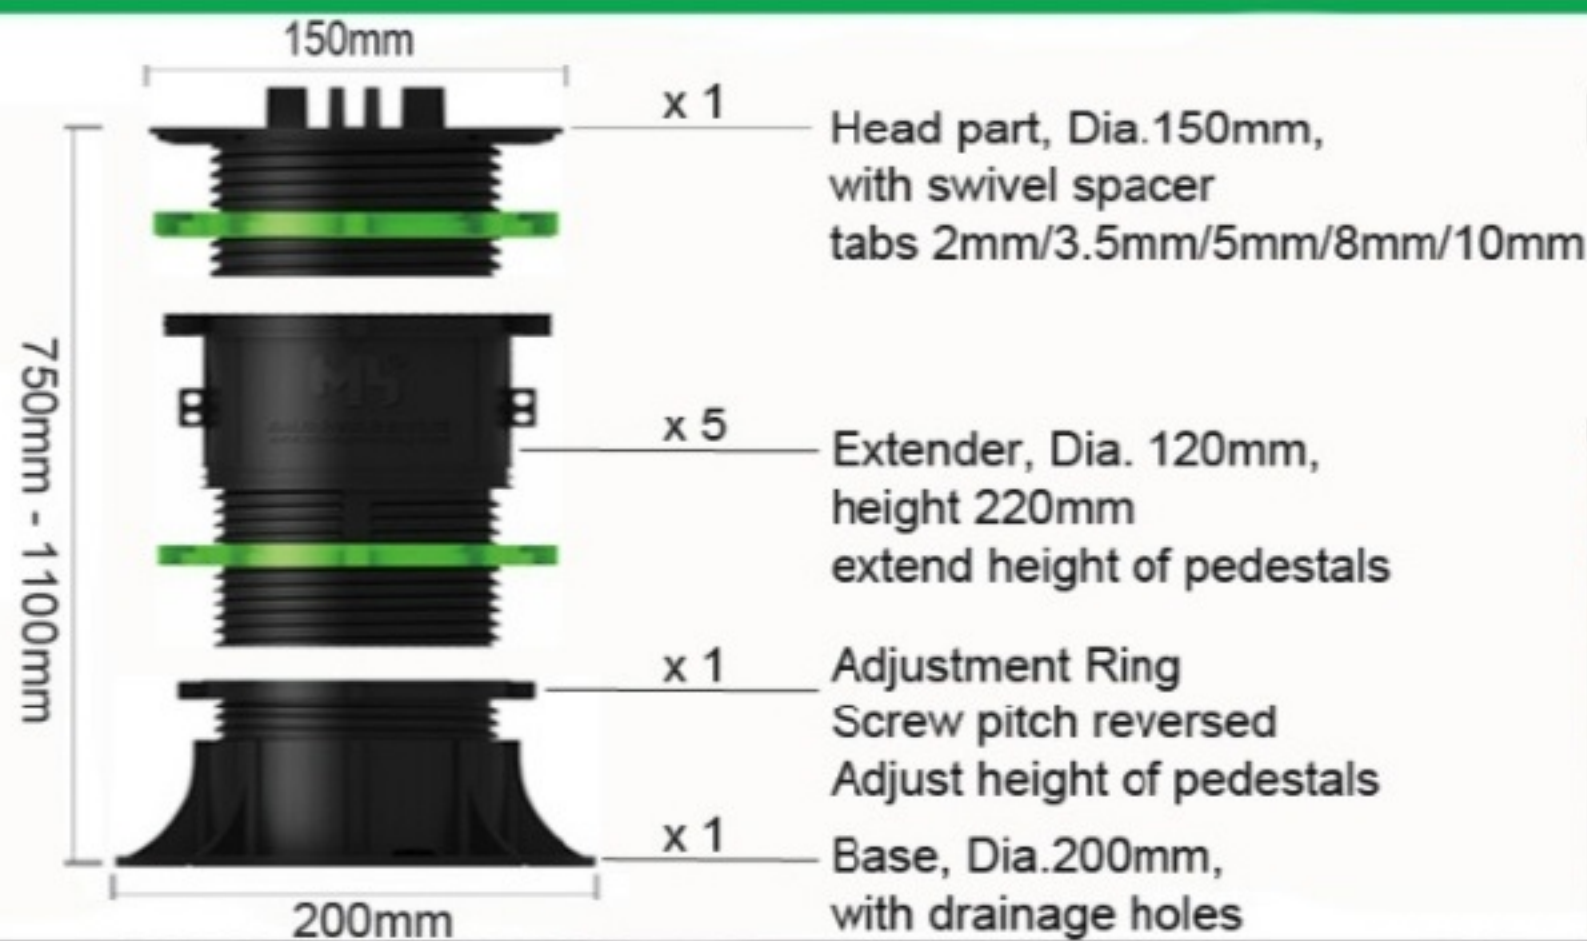 150mm
x 1
Head part, Dia.150mm,
with swivel spacer
tabs 2mm/3.5mm/5mm/8mm/10mm
750mm - 1100mm
x 5
Extender, Dia. 120mm,
height 220mm
extend height of pedestals
x 1
Adjustment Ring
Screw pitch reversed
Adjust height of pedestals
x 1
Base, Dia.200mm,
with drainage holes
200mm